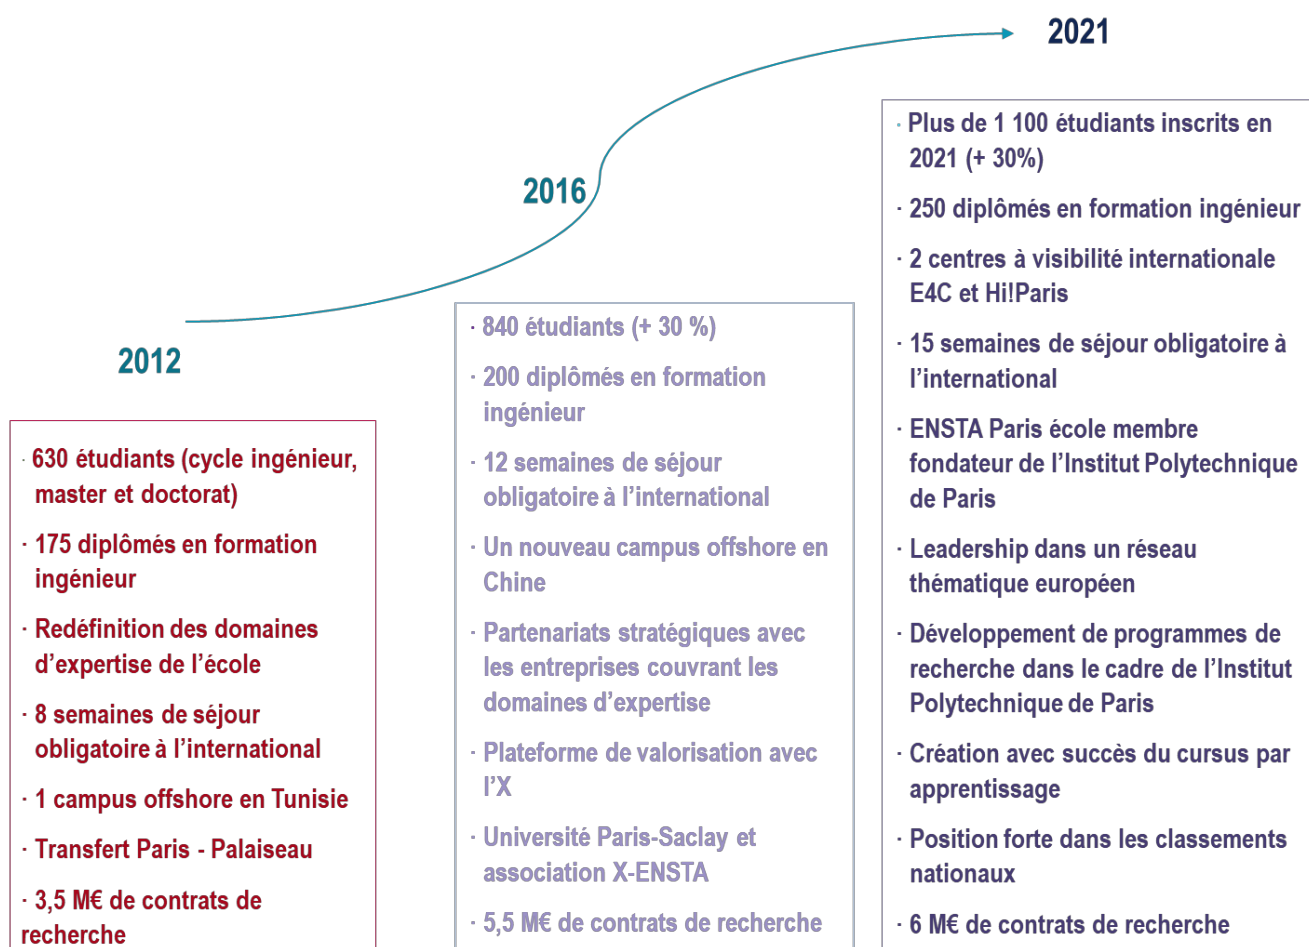 2012
· 630 étudiants (cycle ingénieur,
master et doctorat)
· 175 diplômés en formation
ingénieur
· Redéfinition des domaines
d’expertise de l’école
· 8 semaines de séjour
obligatoire à l’international
· 1 campus offshore en Tunisie
· Transfert Paris - Palaiseau
· 3,5 M€ de contrats de
recherche
2016
· 840 étudiants (+ 30 %)
· 200 diplômés en formation
ingénieur
· 12 semaines de séjour
obligatoire à l’international
· Un nouveau campus offshore en
Chine
· Partenariats stratégiques avec
les entreprises couvrant les
domaines d’expertise
· Plateforme de valorisation avec
l’X
· Université Paris-Saclay et
association X-ENSTA
· 5,5 M€ de contrats de recherche
2021
· Plus de 1 100 étudiants inscrits en
2021 (+ 30%)
· 250 diplômés en formation ingénieur
· 2 centres à visibilité internationale
E4C et Hi!Paris
· 15 semaines de séjour obligatoire à
l’international
· ENSTA Paris école membre
fondateur de l’Institut Polytechnique
de Paris
· Leadership dans un réseau
thématique européen
· Développement de programmes de
recherche dans le cadre de l’Institut
Polytechnique de Paris
· Création avec succès du cursus par
apprentissage
· Position forte dans les classements
nationaux
· 6 M€ de contrats de recherche